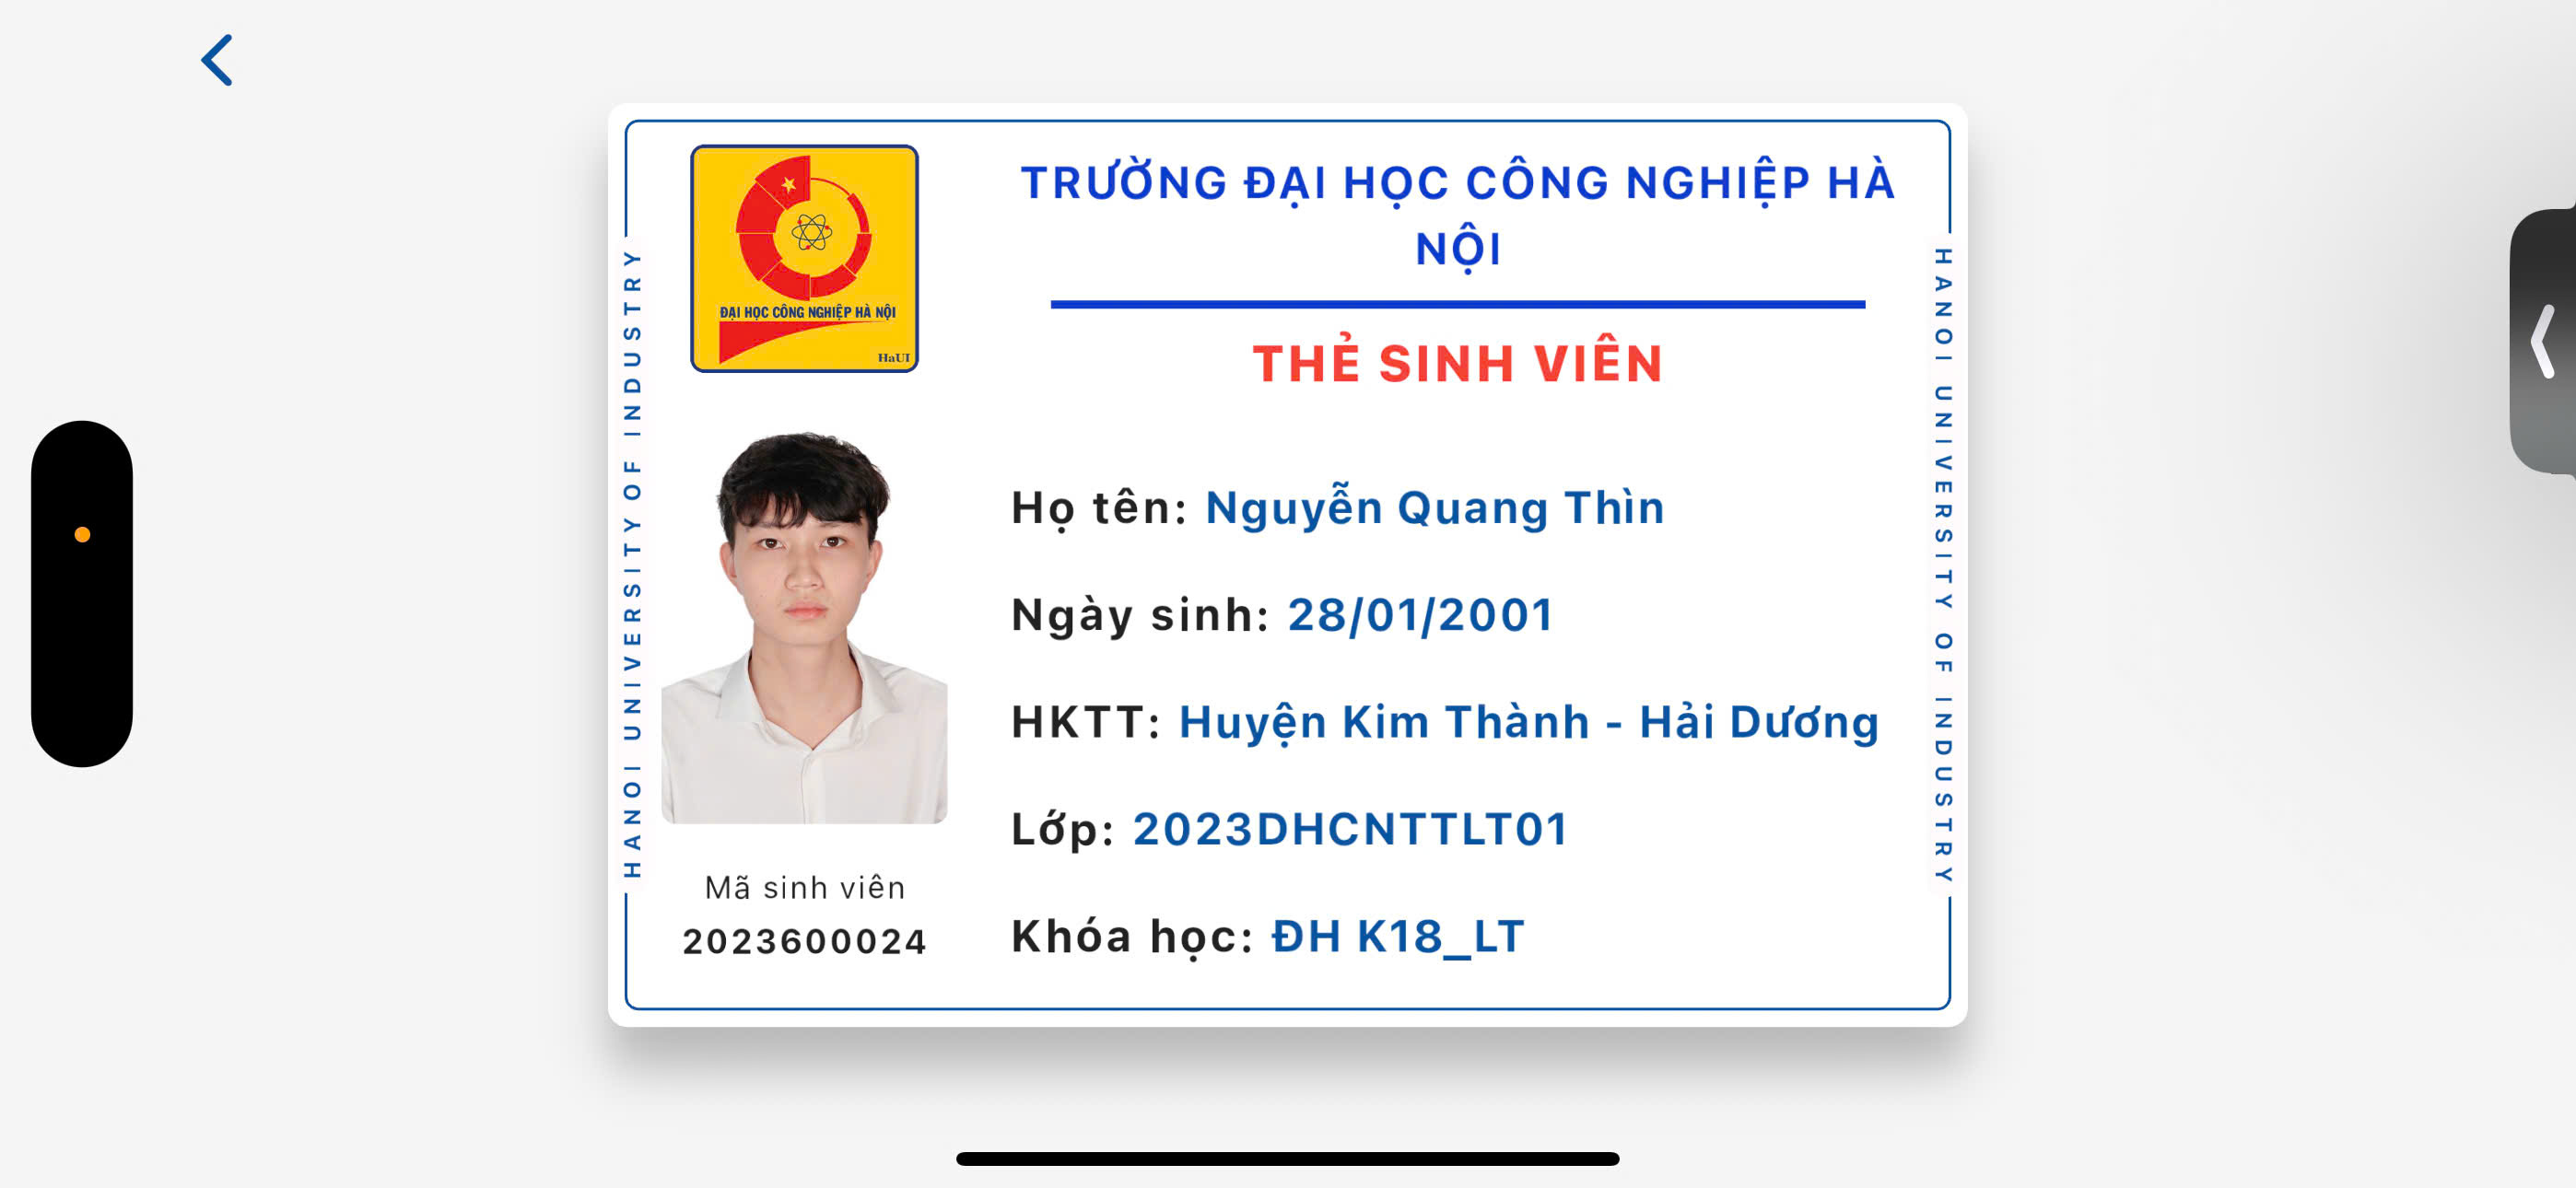 TRƯỜNG ĐẠI HỌC CÔNG NGHIỆP HÀ
NỘI
THẺ SINH VIÊN
ĐẠI HỌC CÔNG NGHIỆP HÀ NỘI
HaUI
HANOI UNIVERSITY OF INDUSTRY
Họ tên: Nguyễn Quang Thìn
Ngày sinh: 28/01/2001
HKTT: Huyện Kim Thành - Hải Dương
Lớp: 2023DHCNTTLT01
Khóa học: ĐH K18_LT
Mã sinh viên
2023600024
HANOI UNIVERSITY OF INDUSTRY